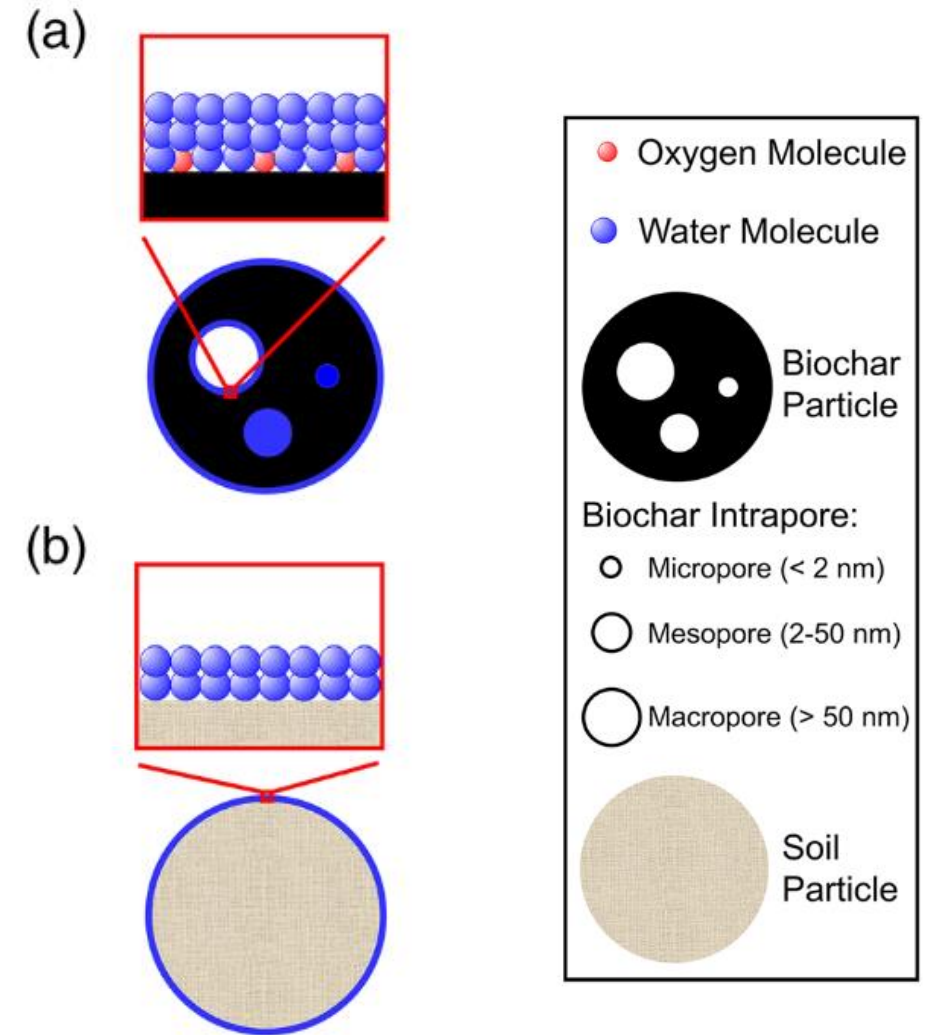 (a)
Oxygen Molecule
Water Molecule
Biochar
Particle
Biochar Intrapore:
Micropore (< 2 nm)
Mesopore (2-50 nm)
Macropore (> 50 nm)
(b)
Soil
Particle